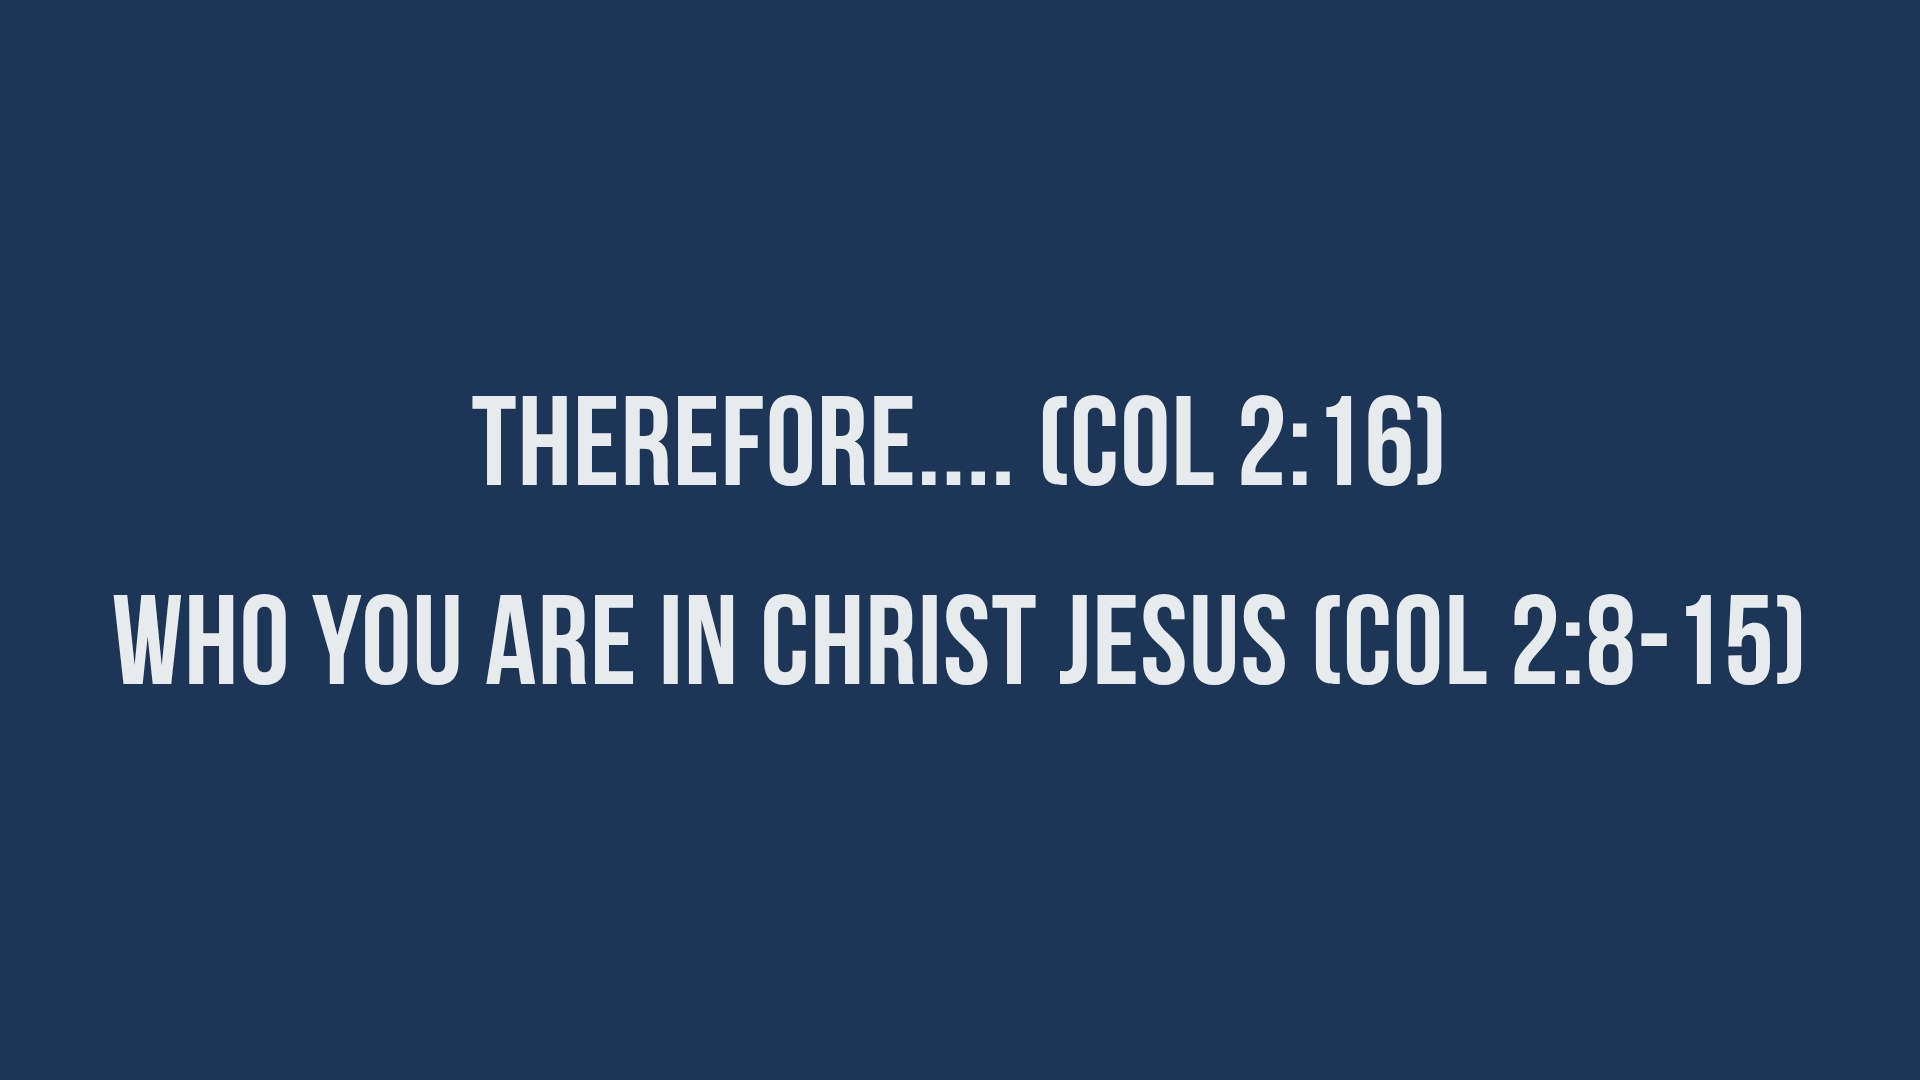 THEREFORE.... (COL 2:16)
WHO YOU ARE IN CHRIST JESUS (COL 2:8-15)